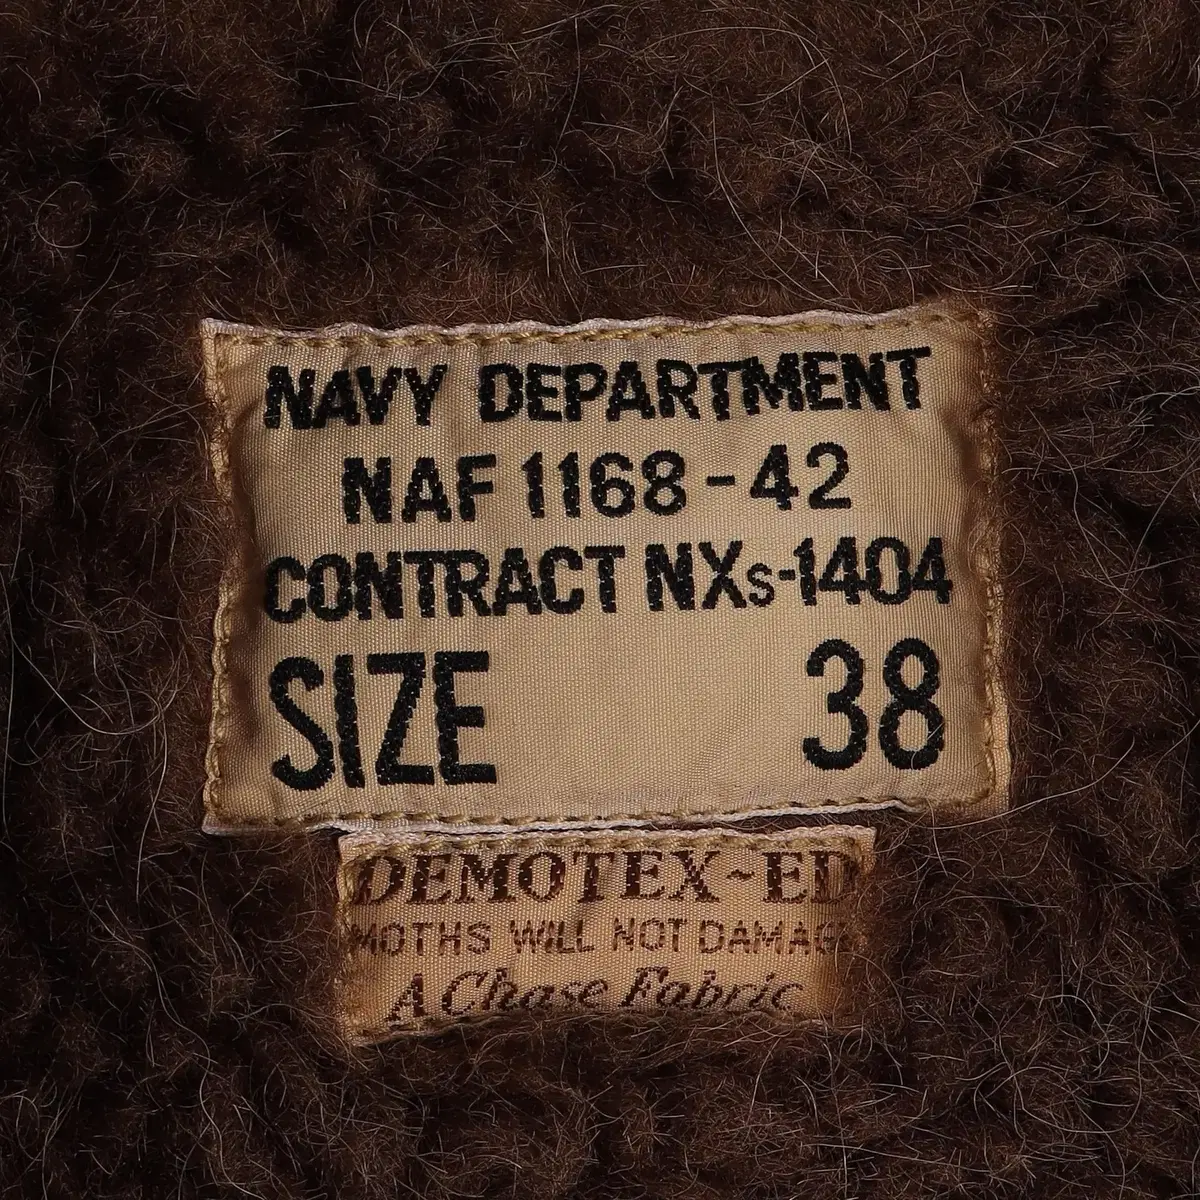 NAVY DEPARTMENT
NAF 1168-42
CONTRACT NXs-1404
SIZE 38
DEMOTEX~ED
MOTHS WILL NOT DAMAGE
A Chase Fabric